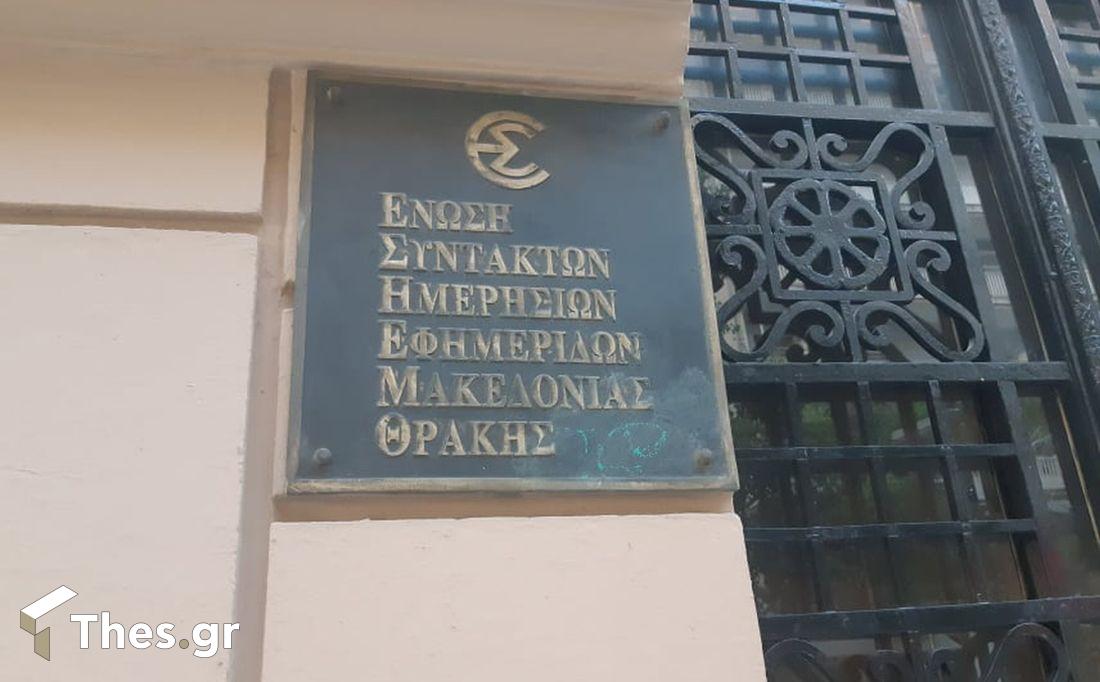 ΕΝΩΣΗ
ΣΥΝΤΑΚΤΩΝ
ΗΜΕΡΗΣΙΩΝ
ΕΦΗΜΕΡΙΔΩΝ
ΜΑΚΕΔΟΝΙΑΣ
ΘΡΑΚΗΣ
Thes.gr